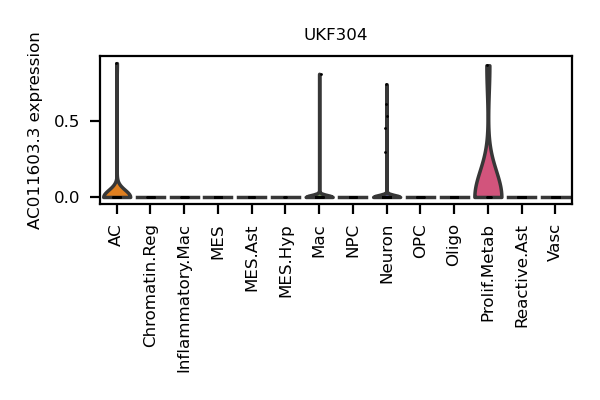 UKF304
AC011603.3 expression
0.5
0.0
AC
Chromatin.Reg
Inflammatory.Mac
MES
MES.Ast
MES.Hyp
Mac
NPC
Neuron
OPC
Oligo
Prolif.Metab
Reactive.Ast
Vasc